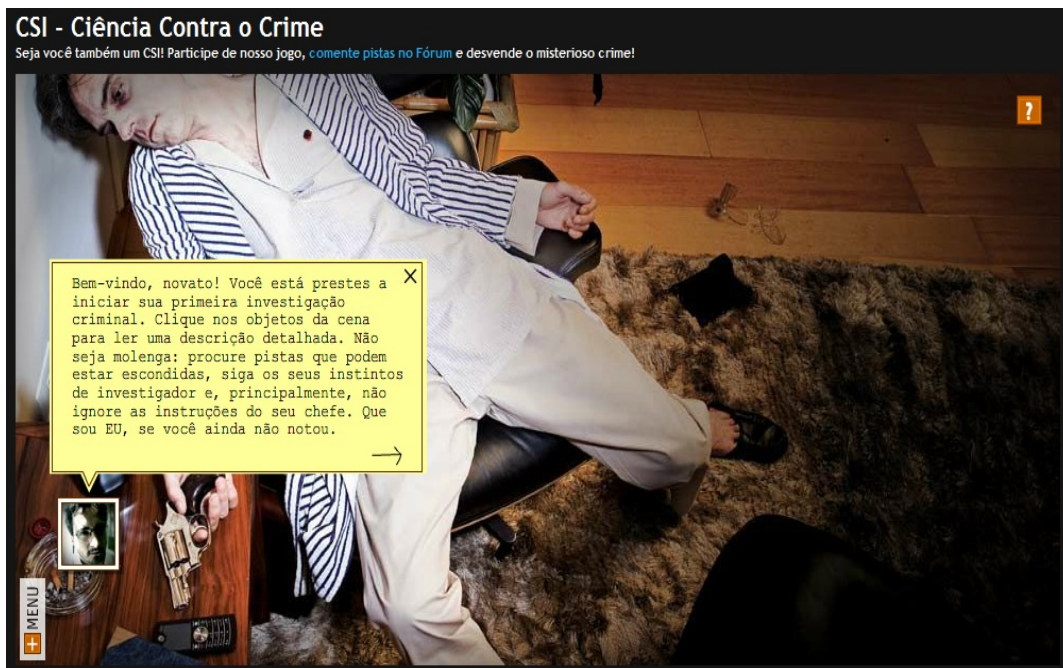 CSI - Ciência Contra o Crime
Seja você também um CSI! Participe de nosso jogo, comente pistas no Fórum e desvende o misterioso crime!
?
Bem-vindo, novato! Você está prestes a
iniciar sua primeira investigação
criminal. Clique nos objetos da cena
para ler uma descrição detalhada. Não
seja molenga: procure pistas que podem
estar escondidas, siga os seus instintos
de investigador e, principalmente, não
ignore as instruções do seu chefe. Que
sou EU, se você ainda não notou.
+ MENU